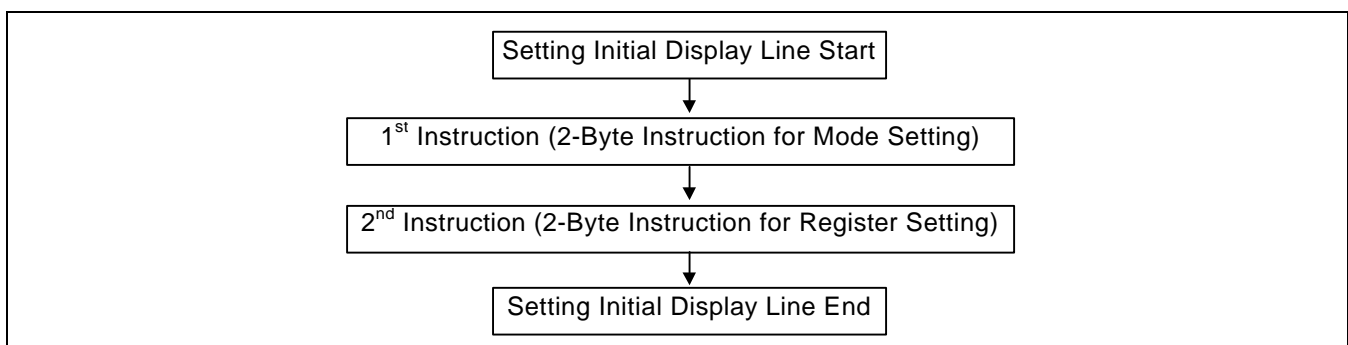 Setting Initial Display Line Start
1st Instruction (2-Byte Instruction for Mode Setting)
2nd Instruction (2-Byte Instruction for Register Setting)
Setting Initial Display Line End